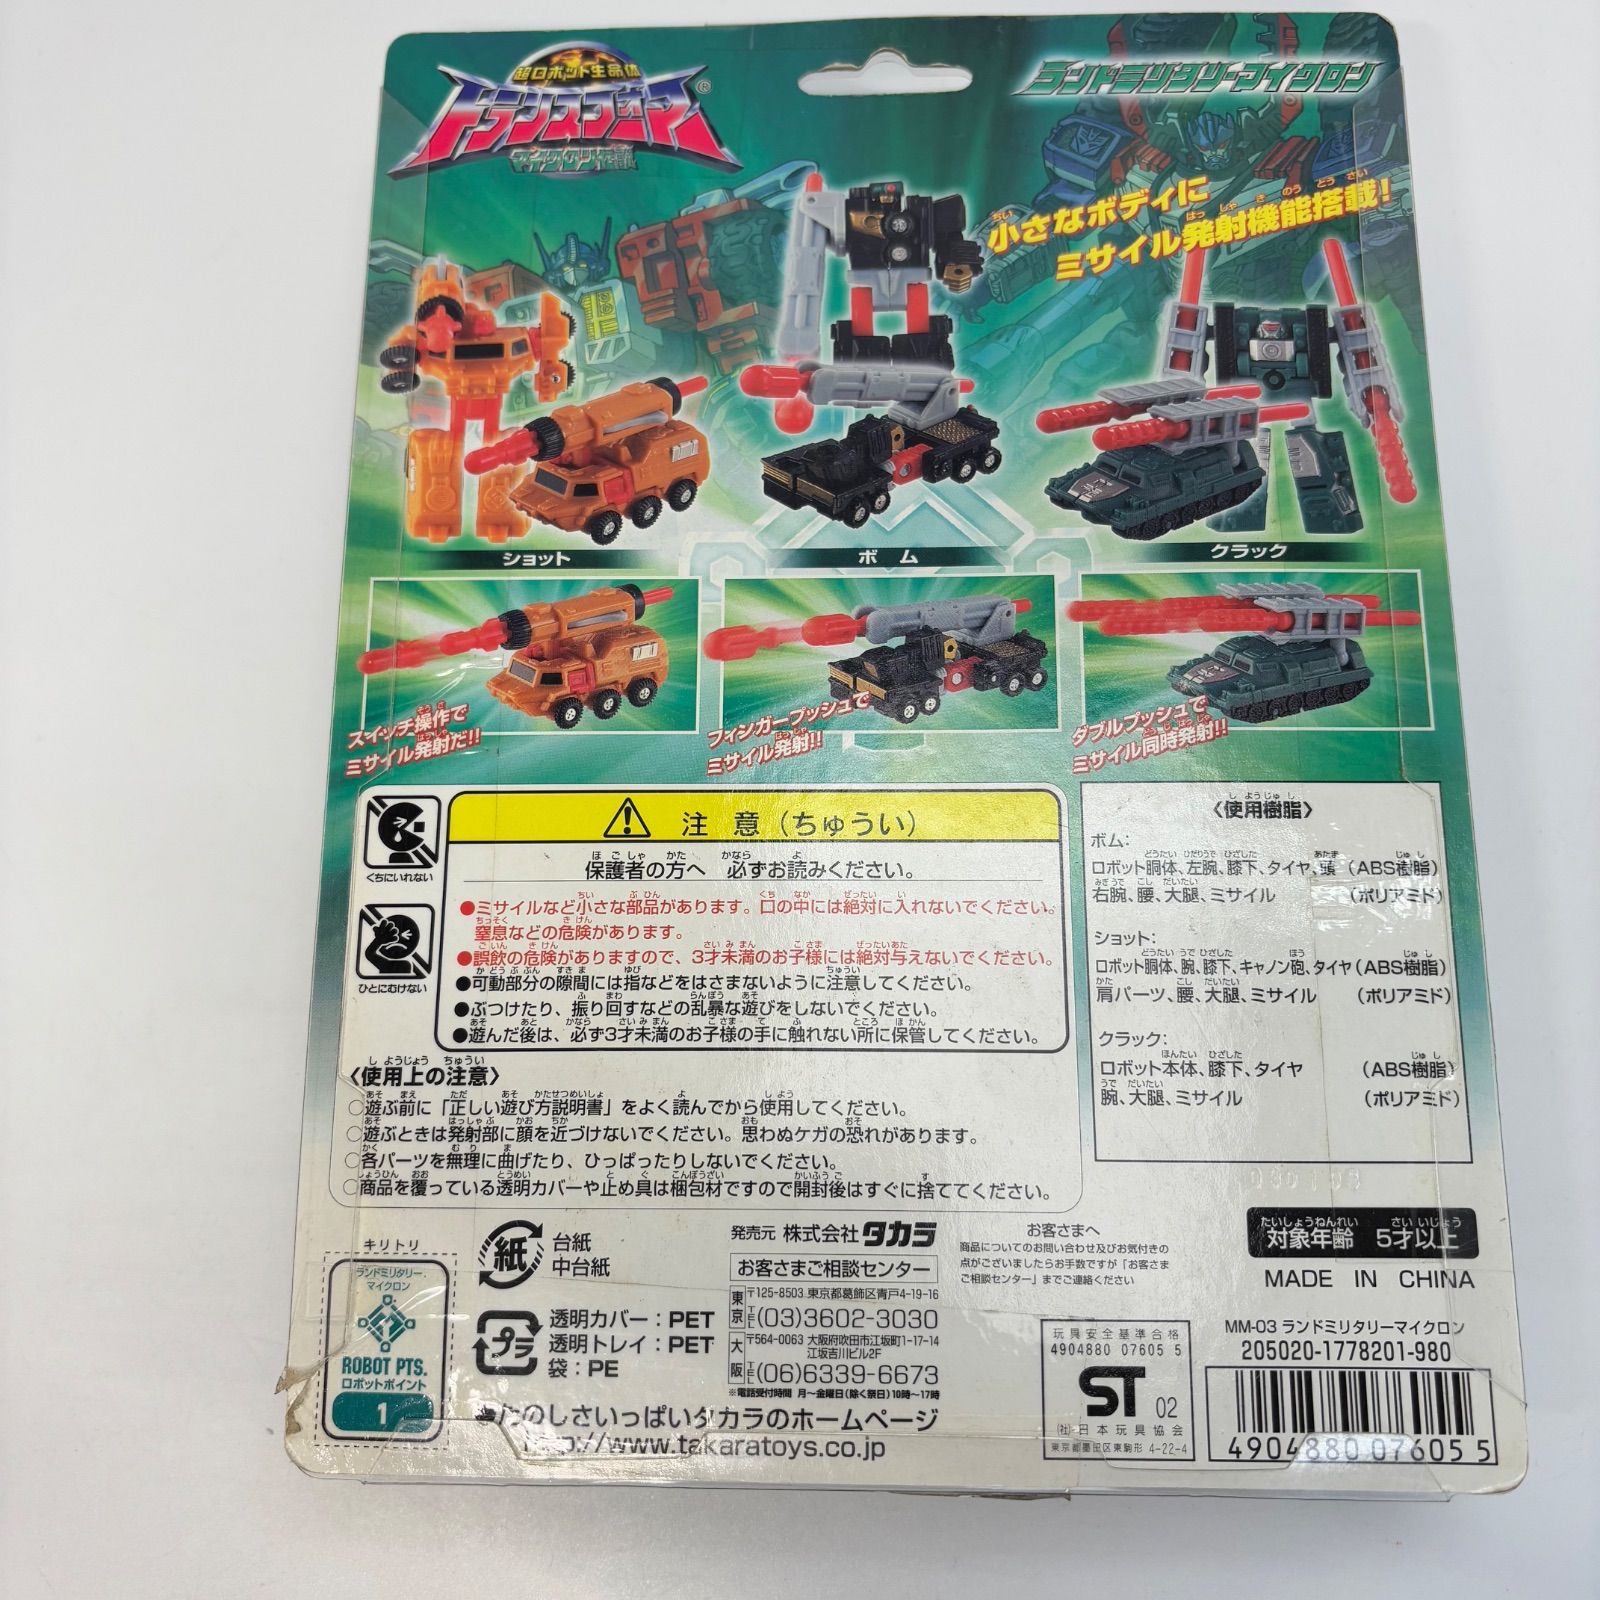 超ロボット生命体
トランスフォーマー®
マイクロン伝説
ランドミリタリーマイクロン
小さなボディに
ミサイル発射機能搭載!
ショット
ボム
クラック
スイッチ操作で
ミサイル発射だ!!
フィンガープッシュで
ミサイル発射!!
ダブルプッシュで
ミサイル同時発射!!
くちにいれない
ひとにむけない
注意(ちゅうい)
保護者の方へ 必ずお読みください。
●ミサイルなど小さな部品があります。口の中には絶対に入れないでください。
窒息などの危険があります。
●誤飲の危険がありますので、3才未満のお子様には絶対与えないでください。
●可動部分の隙間には指などをはさまないように注意してください。
●ぶつけたり、振り回すなどの乱暴な遊びをしないでください。
●遊んだ後は、必ず3才未満のお子様の手に触れない所に保管してください。
〈使用上の注意〉
○遊ぶ前に「正しい遊び方説明書」をよく読んでから使用してください。
○遊ぶときは発射部に顔を近づけないでください。思わぬケガの恐れがあります。
○各パーツを無理に曲げたり、ひっぱったりしないでください。
○商品を覆っている透明カバーや止め具は梱包材ですので開封後はすぐに捨ててください。
〈使用樹脂〉
ボム:
ロボット胴体、左腕、膝下、タイヤ、頭 (ABS樹脂)
右腕、腰、大腿、ミサイル (ポリアミド)
ショット:
ロボット胴体、腕、膝下、キャノン砲、タイヤ(ABS樹脂)
肩パーツ、腰、大腿、ミサイル (ポリアミド)
クラック:
ロボット本体、膝下、タイヤ (ABS樹脂)
腕、大腿、ミサイル (ポリアミド)
キリトリ
ランドミリタリー
マイクロン
ROBOT PTS.
ロボットポイント
1
紙
台紙
中台紙
プラ
透明カバー:PET
透明トレイ:PET
袋:PE
発売元 株式会社タカラ
お客さまご相談センター
東京
〒125-8503 東京都葛飾区青戸4-19-16
TEL(03)3602-3030
大阪
〒564-0063 大阪府吹田市江坂町1-17-14
江坂吉川ビル2F
TEL(06)6339-6673
※電話受付時間 月〜金曜日(除く祭日)10時〜17時
たのしさいっぱいタカラのホームページ
http://www.takaratoys.co.jp
お客さまへ
商品についてのお問い合わせ及びお気付きの
点がございましたらお手数ですが「お客さま
ご相談センター」までご連絡ください
対象年齢 5才以上
MADE IN CHINA
玩具安全基準合格
4904880 07605 5
ST 02
(社)日本玩具協会
東京都墨田区東駒形 4-22-4
MM-03 ランドミリタリーマイクロン
205020-1778201-980
4904880 07605 5